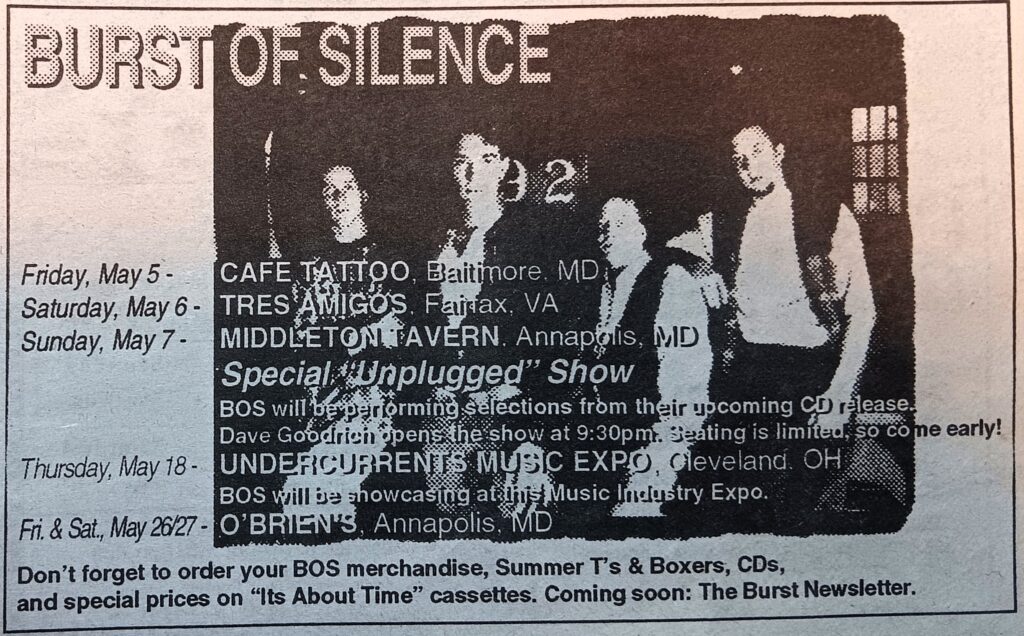 BURST OF SILENCE
92
Friday, May 5 - CAFE TATTOO, Baltimore, MD
Saturday, May 6 - TRES AMIGOS, Fairfax, VA
Sunday, May 7 - MIDDLETON TAVERN, Annapolis, MD
Special "Unplugged" Show
BOS will be performing selections from their upcoming CD release.
Dave Goodrich opens the show at 9:30pm. Seating is limited, so come early!
Thursday, May 18 - UNDERCURRENTS MUSIC EXPO, Cleveland, OH
BOS will be showcasing at this Music Industry Expo.
Fri. & Sat., May 26/27 - O'BRIEN'S, Annapolis, MD
Don't forget to order your BOS merchandise, Summer T's & Boxers, CDs,
and special prices on "Its About Time" cassettes. Coming soon: The Burst Newsletter.